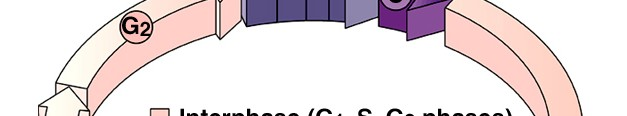 G2
Interphase (G1, S, G2 phases)